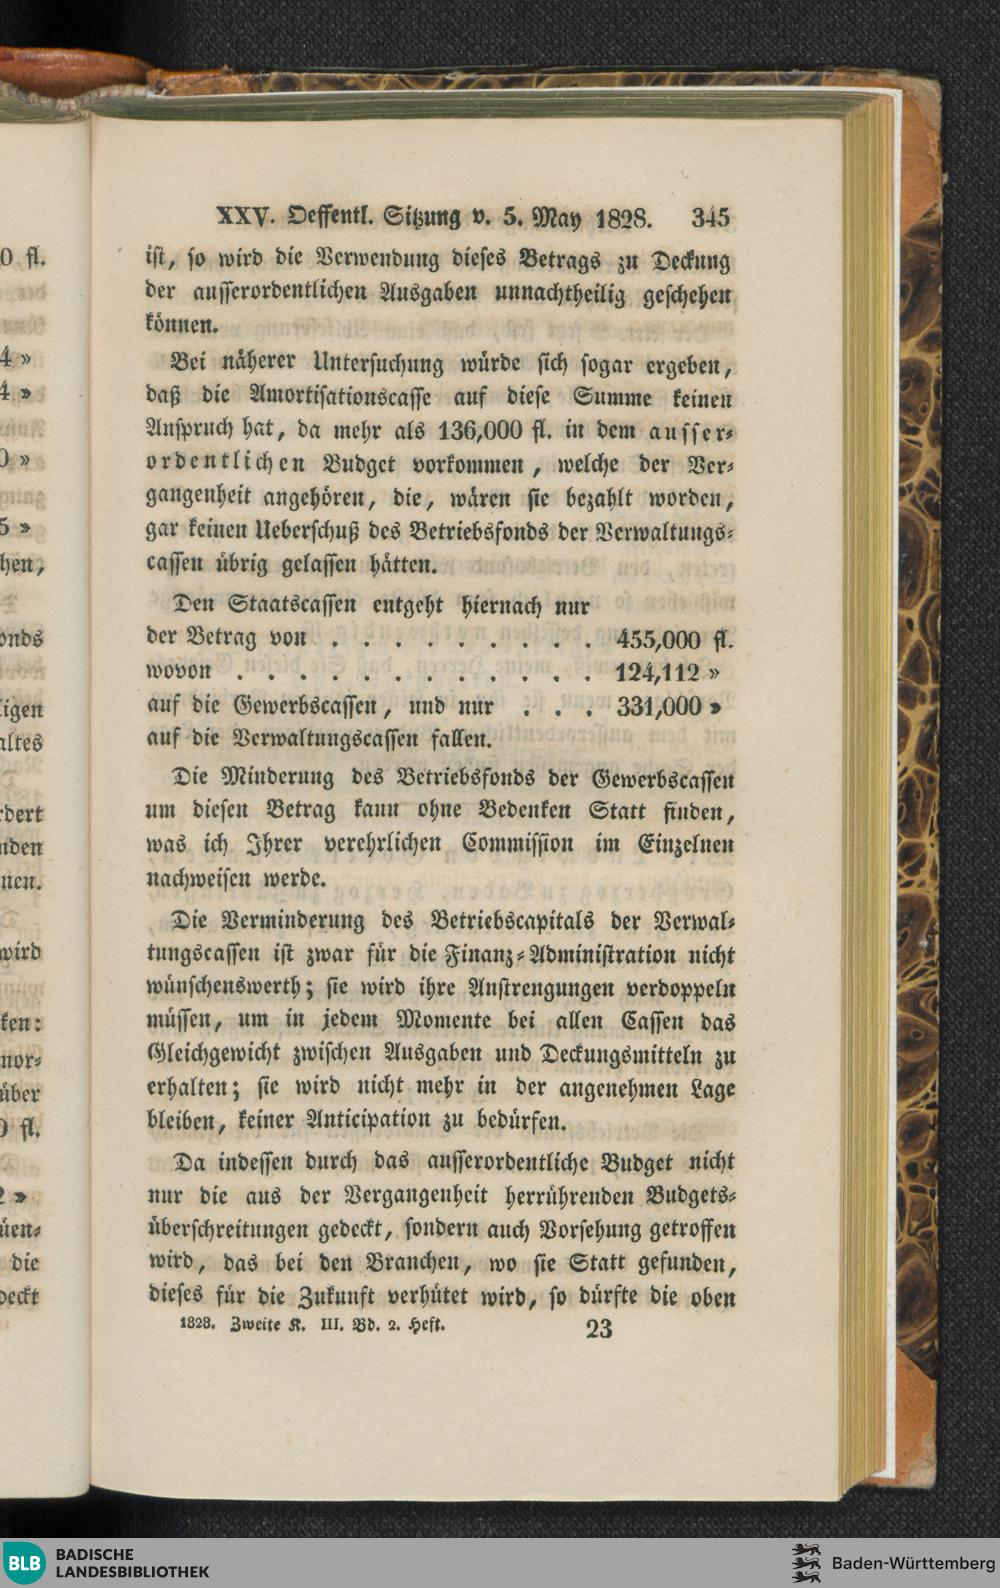 XXV. Oeffentl. Sitzung v. 5. May 1828. 345
ist, so wird die Verwendung dieses Betrags zu Deckung
der ausserordentlichen Ausgaben unnachtheilig geschehen
können.
Bei näherer Untersuchung würde sich sogar ergeben,
daß die Amortisationscasse auf diese Summe keinen
Anspruch hat, da mehr als 136,000 fl. in dem ausser-
ordentlichen Budget vorkommen, welche der Ver-
gangenheit angehören, die, wären sie bezahlt worden,
gar keinen Ueberschuß des Betriebsfonds der Verwaltungs-
cassen übrig gelassen hätten.
Den Staatscassen entgeht hiernach nur
der Betrag von . . . . . . . . . 455,000 fl.
wovon . . . . . . . . . . . . 124,112 »
auf die Gewerbscassen, und nur . . . 331,000 »
auf die Verwaltungscassen fallen.
Die Minderung des Betriebsfonds der Gewerbscassen
um diesen Betrag kann ohne Bedenken Statt finden,
was ich Ihrer verehrlichen Commission im Einzelnen
nachweisen werde.
Die Verminderung des Betriebscapitals der Verwal-
tungscassen ist zwar für die Finanz-Administration nicht
wünschenswerth; sie wird ihre Anstrengungen verdoppeln
müssen, um in jedem Momente bei allen Cassen das
Gleichgewicht zwischen Ausgaben und Deckungsmitteln zu
erhalten; sie wird nicht mehr in der angenehmen Lage
bleiben, keiner Anticipation zu bedürfen.
Da indessen durch das ausserordentliche Budget nicht
nur die aus der Vergangenheit herrührenden Budgets-
überschreitungen gedeckt, sondern auch Vorsehung getroffen
wird, das bei den Branchen, wo sie Statt gefunden,
dieses für die Zukunft verhütet wird, so dürfte die oben
1828. Zweite K. III. Bd. 2. Heft. 23
BLB BADISCHE
LANDESBIBLIOTHEK
Baden-Württemberg